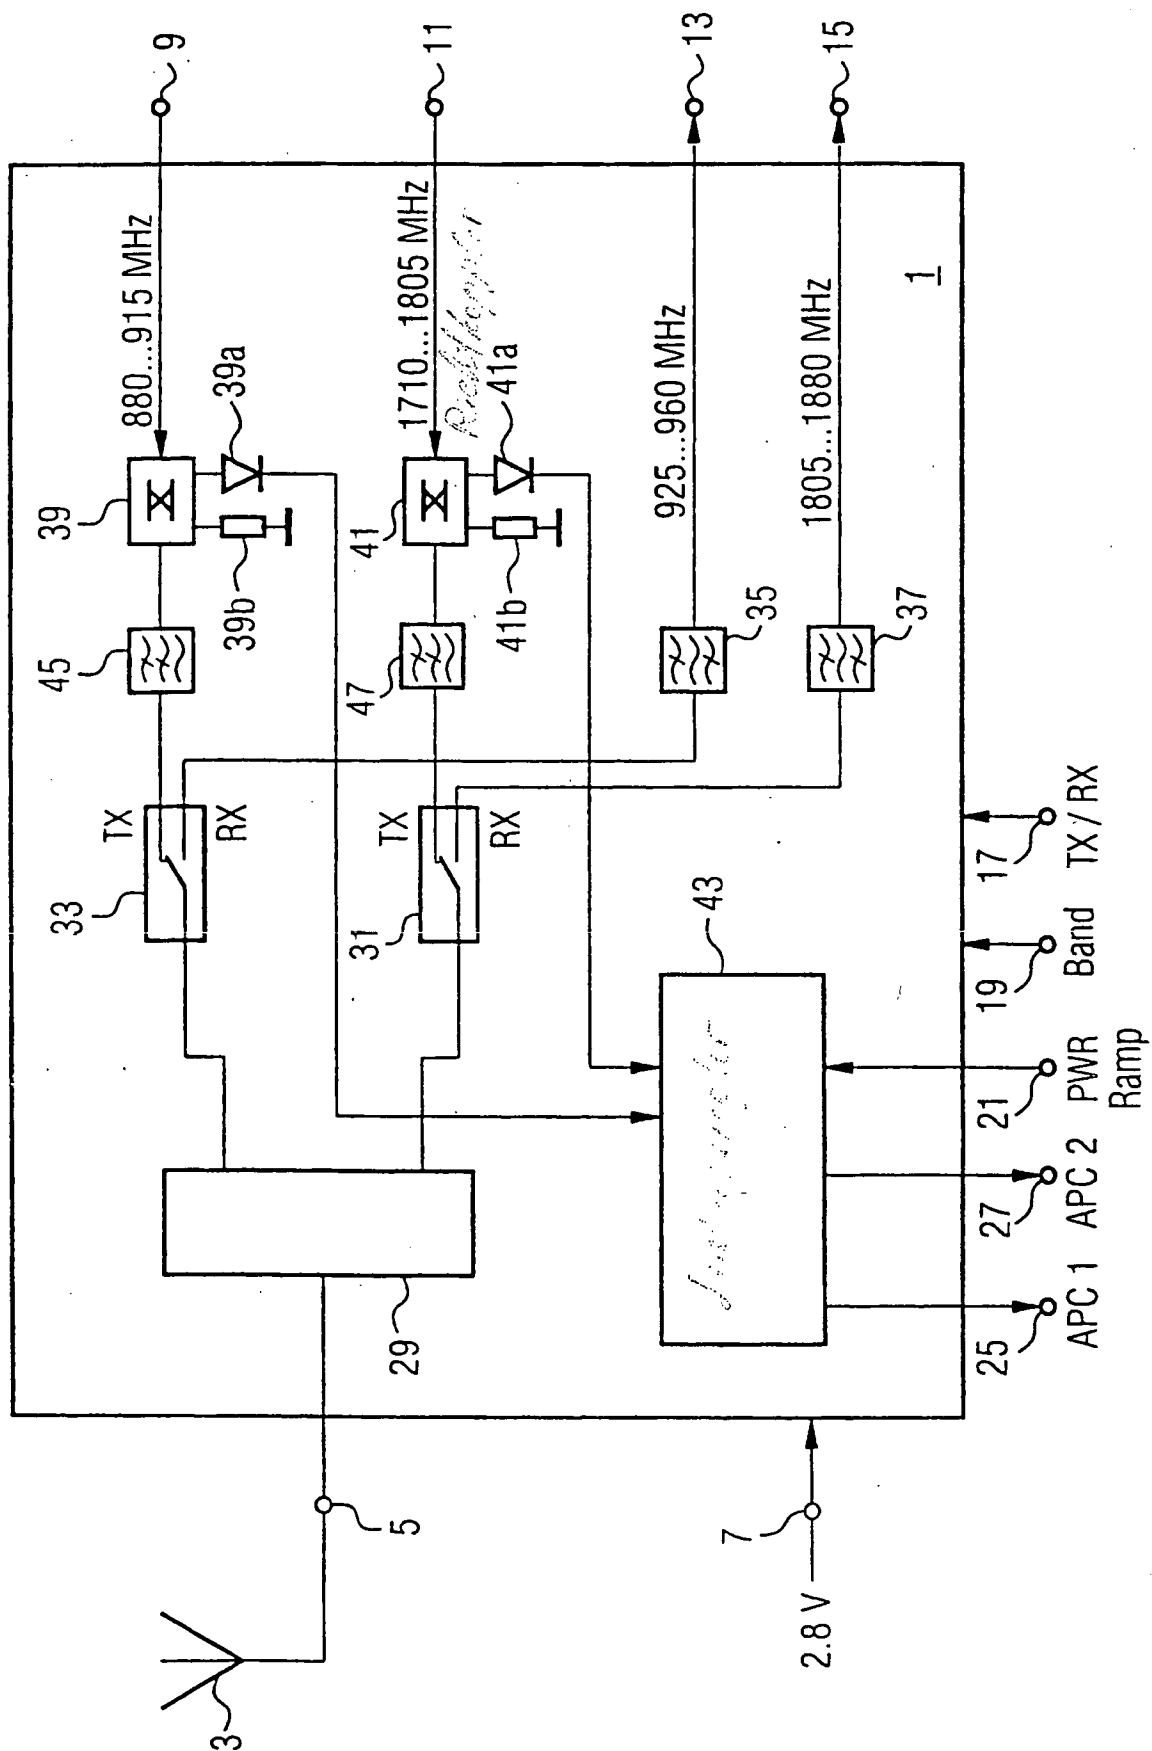 9
11
13
15
880...915 MHz
1710...1805 MHz
925...960 MHz
1805...1880 MHz
1
39
39a
39b
41
41a
41b
45
47
35
37
TX
RX
33
TX
RX
31
43
29
3
5
7
2.8 V
25
APC 1
27
APC 2
21
PWR
Ramp
19
Band
17
TX / RX